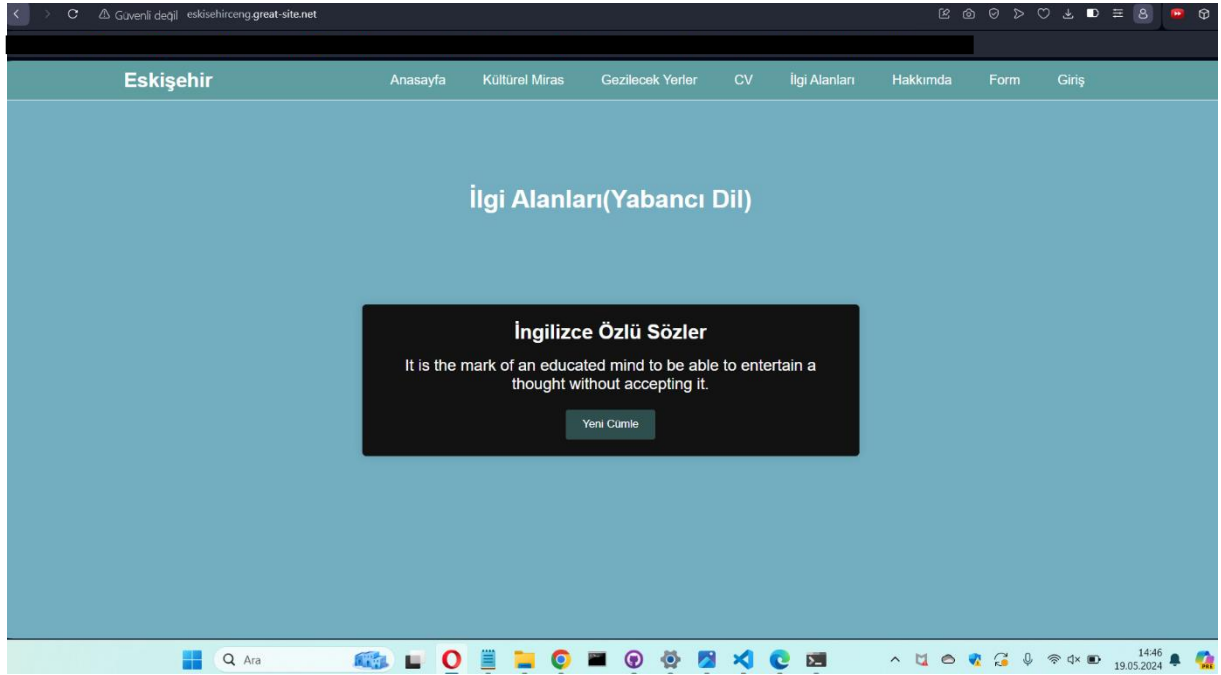 Güvenli değil eskisehirceng.great-site.net
Eskişehir Anasayfa Kültürel Miras Gezilecek Yerler CV İlgi Alanları Hakkımda Form Giriş
İlgi Alanları(Yabancı Dil)
İngilizce Özlü Sözler
It is the mark of an educated mind to be able to entertain a
thought without accepting it.
Yeni Cümle
Ara
14:46
19.05.2024
PRE